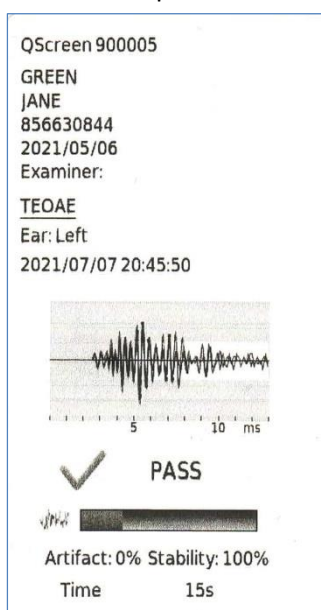 QScreen 900005
GREEN
JANE
856630844
2021/05/06
Examiner:
TEOAE
Ear: Left
2021/07/07 20:45:50
5 10 ms
PASS
Artifact: 0% Stability: 100%
Time 15s